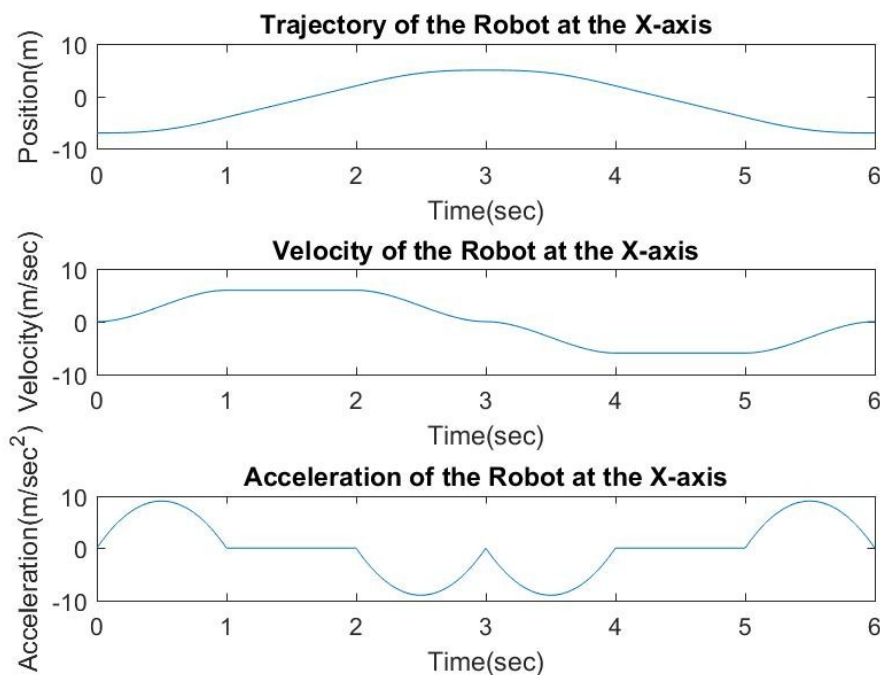 Trajectory of the Robot at the X-axis
Position(m)
10
0
-10
0 1 2 3 4 5 6
Time(sec)
Velocity of the Robot at the X-axis
Velocity(m/sec)
10
0
-10
0 1 2 3 4 5 6
Time(sec)
Acceleration of the Robot at the X-axis
Acceleration(m/sec²)
10
0
-10
0 1 2 3 4 5 6
Time(sec)